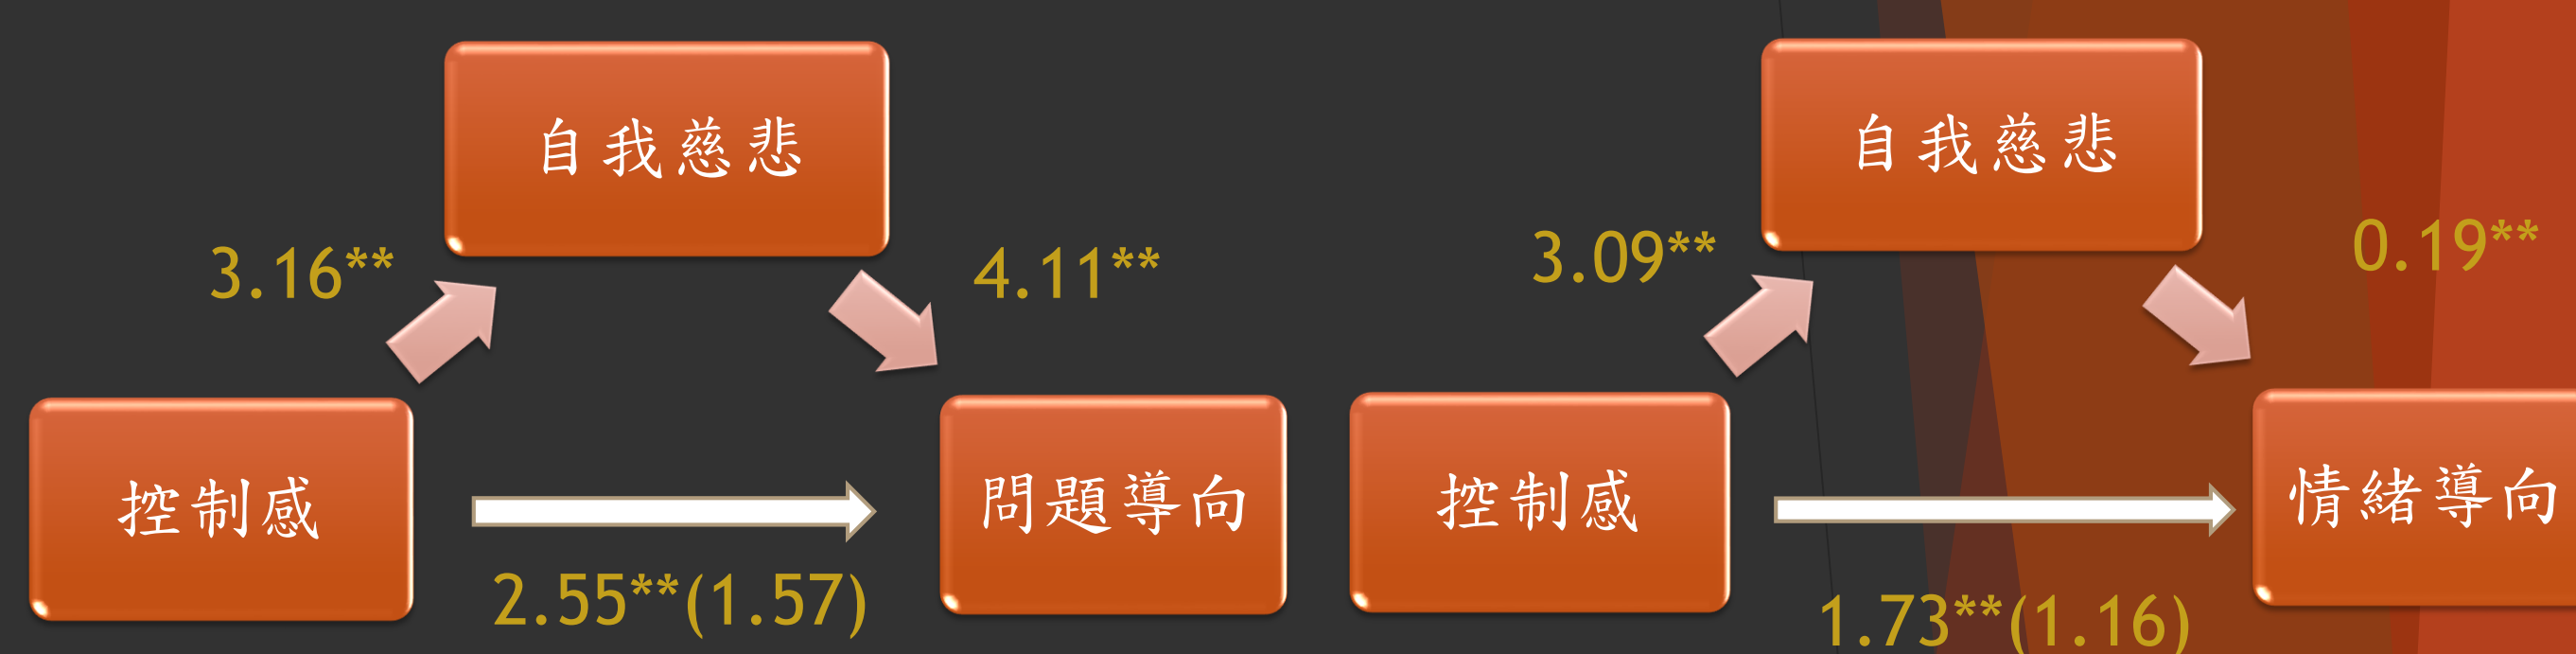 自我慈悲
3.16**
4.11**
控制感
問題導向
2.55**(1.57)
自我慈悲
3.09**
0.19**
控制感
情緒導向
1.73**(1.16)